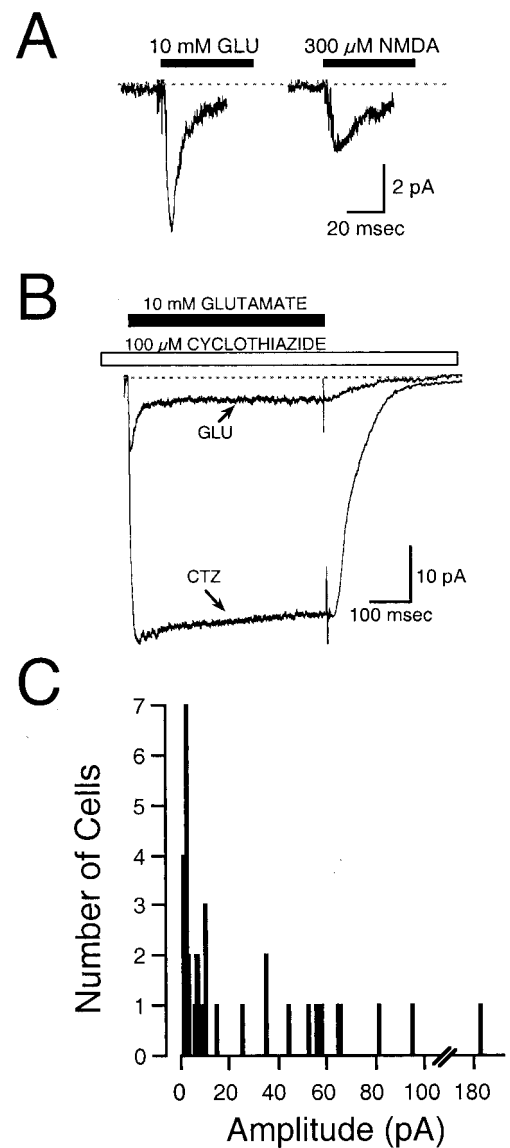 A
10 mM GLU
300 µM NMDA
2 pA
20 msec
B
10 mM GLUTAMATE
100 µM CYCLOTHIAZIDE
GLU
CTZ
10 pA
100 msec
C
Number of Cells
7
6
5
4
3
2
1
0
0 20 40 60 80 100 180
Amplitude (pA)